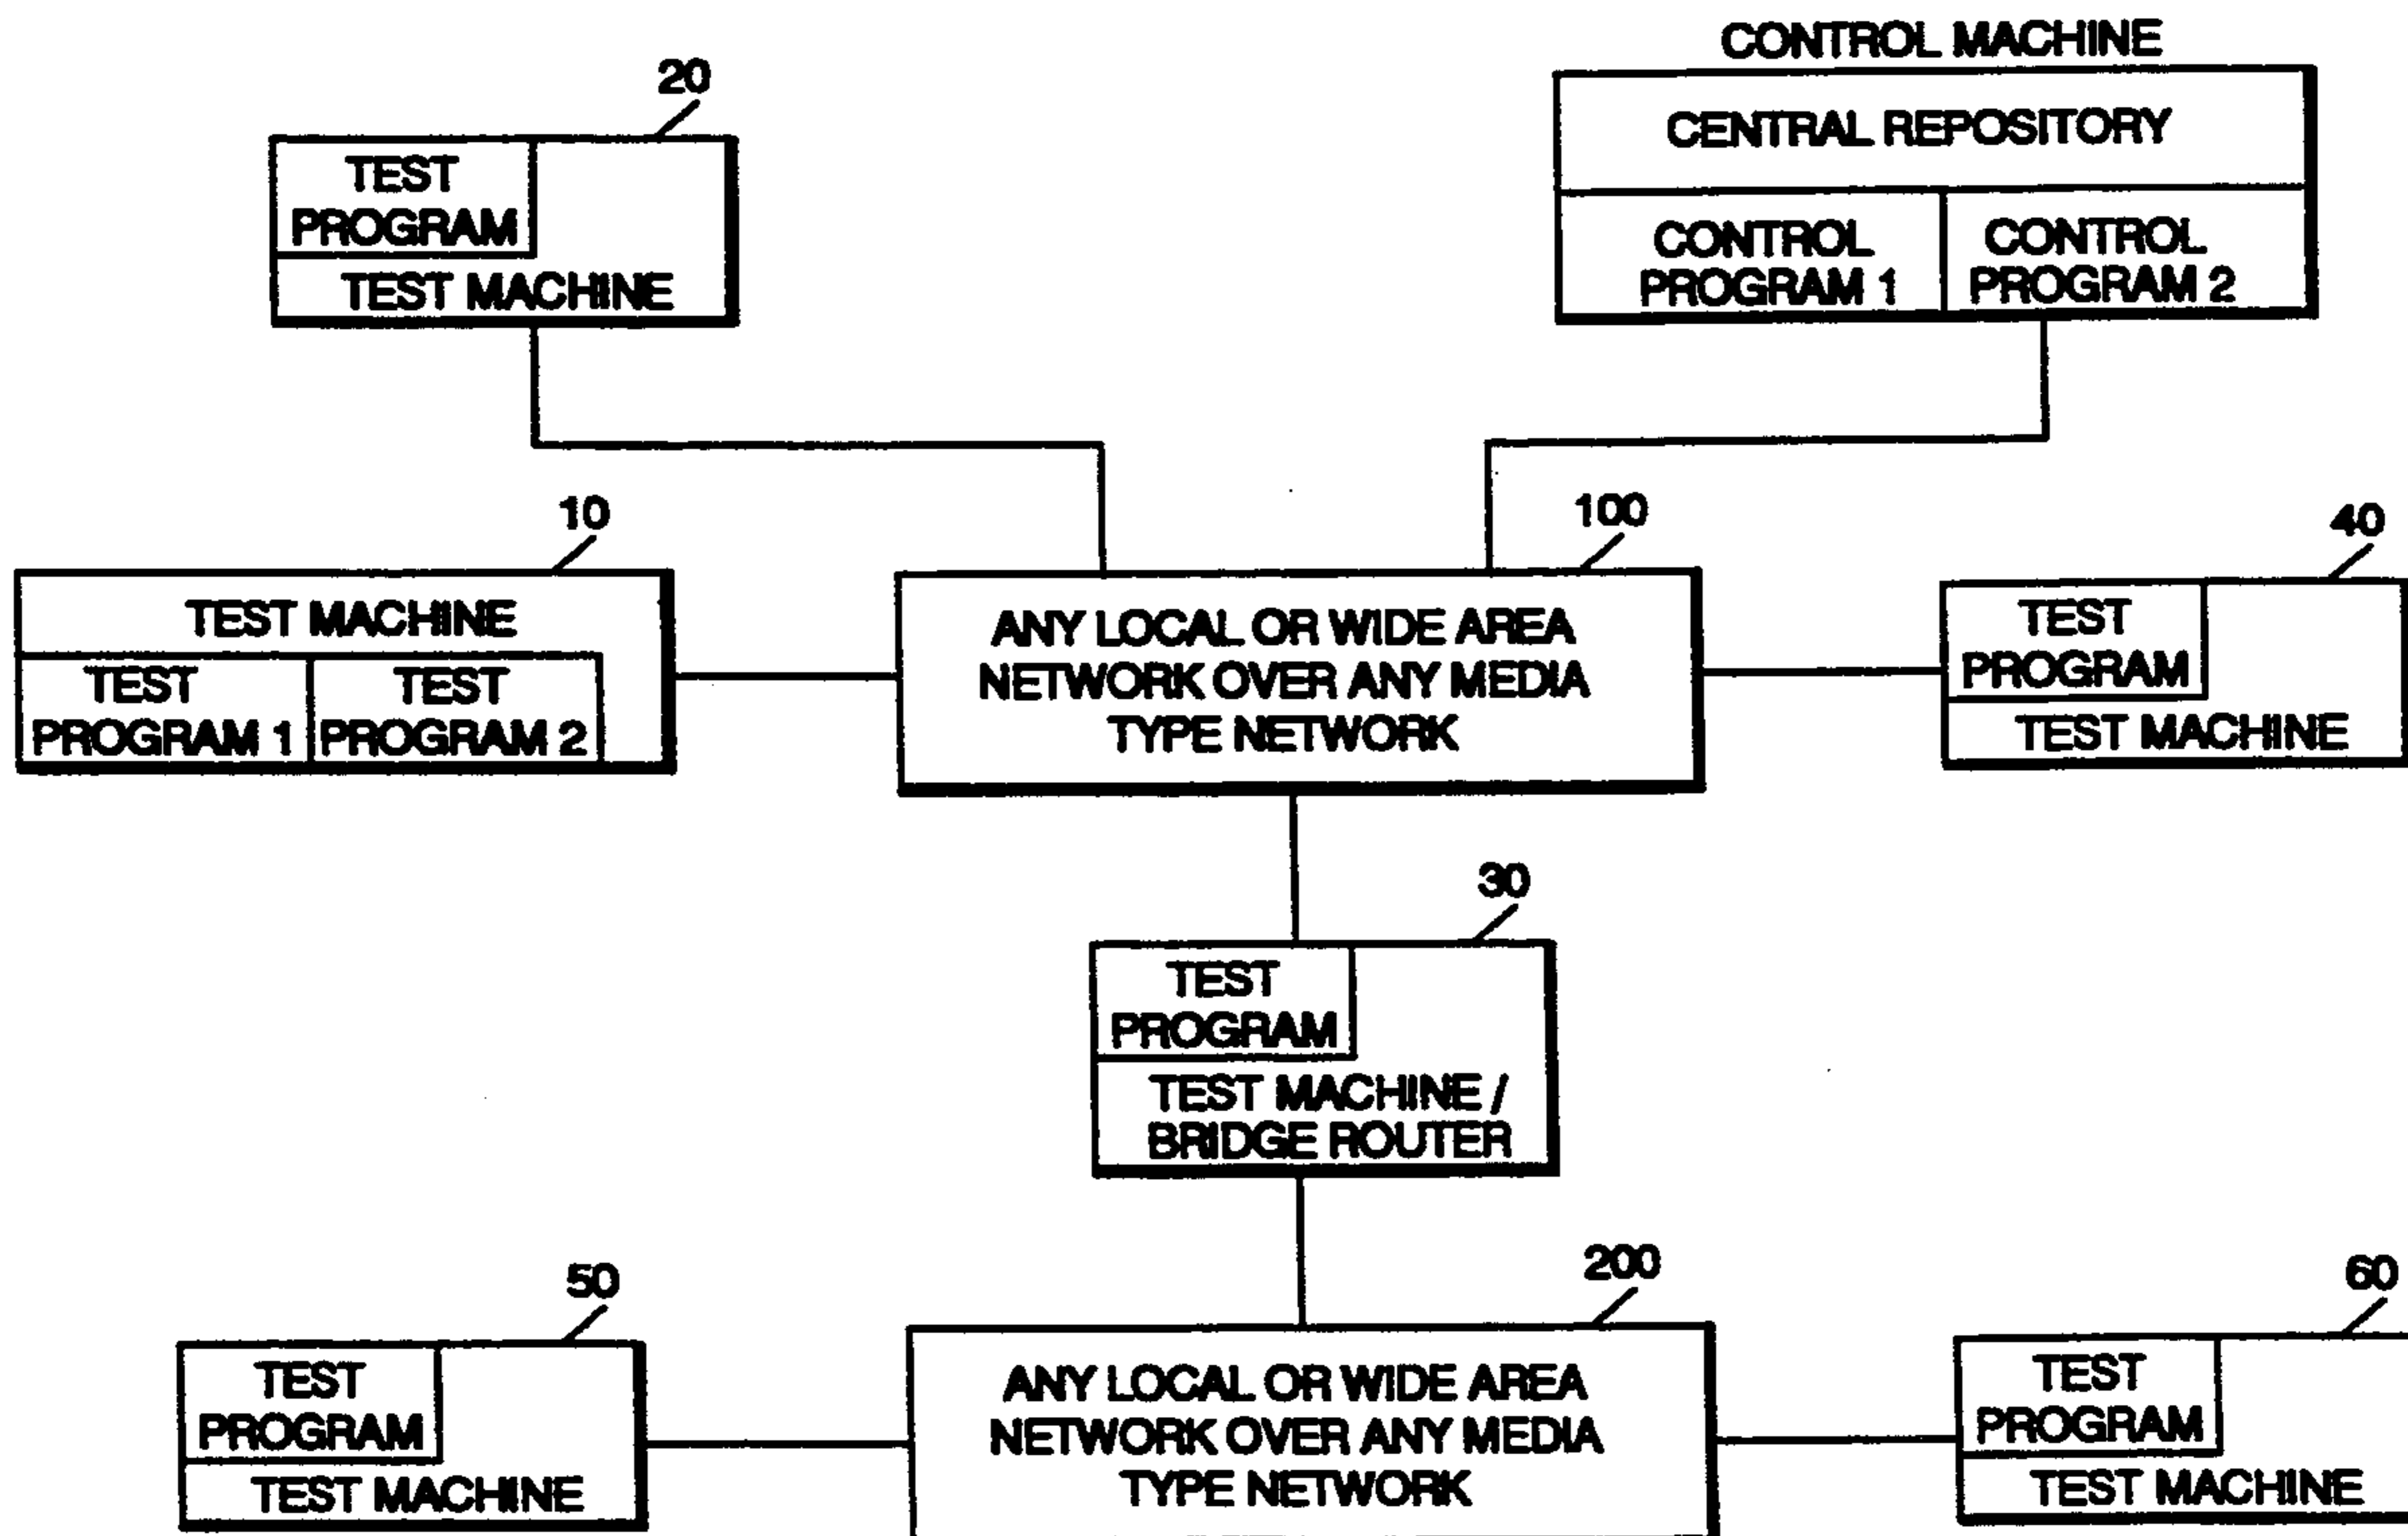 CONTROL MACHINE
20
CENTRAL REPOSITORY
TEST
PROGRAM
TEST MACHINE
CONTROL
PROGRAM 1
CONTROL
PROGRAM 2
10
100
40
TEST MACHINE
TEST
PROGRAM 1
TEST
PROGRAM 2
ANY LOCAL OR WIDE AREA
NETWORK OVER ANY MEDIA
TYPE NETWORK
TEST
PROGRAM
TEST MACHINE
30
TEST
PROGRAM
TEST MACHINE /
BRIDGE ROUTER
50
200
60
TEST
PROGRAM
TEST MACHINE
ANY LOCAL OR WIDE AREA
NETWORK OVER ANY MEDIA
TYPE NETWORK
TEST
PROGRAM
TEST MACHINE